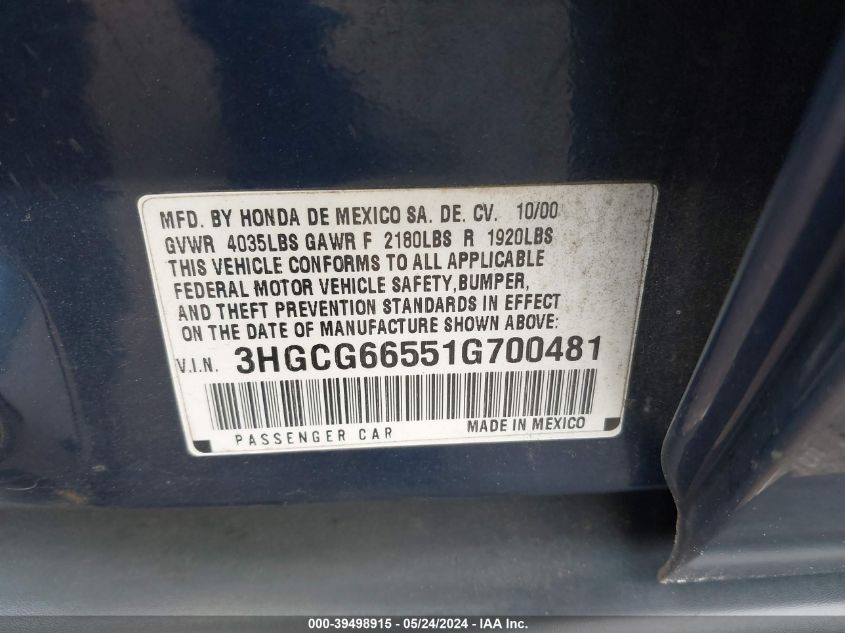 MFD. BY HONDA DE MEXICO SA. DE. CV. 10/00
GVWR 4035LBS GAWR F 2180LBS R 1920LBS
THIS VEHICLE CONFORMS TO ALL APPLICABLE
FEDERAL MOTOR VEHICLE SAFETY,BUMPER,
AND THEFT PREVENTION STANDARDS IN EFFECT
ON THE DATE OF MANUFACTURE SHOWN ABOVE:
V.I.N. 3HGCG66551G700481
PASSENGER CAR MADE IN MEXICO
000-39498915 - 05/24/2024 - IAA Inc.